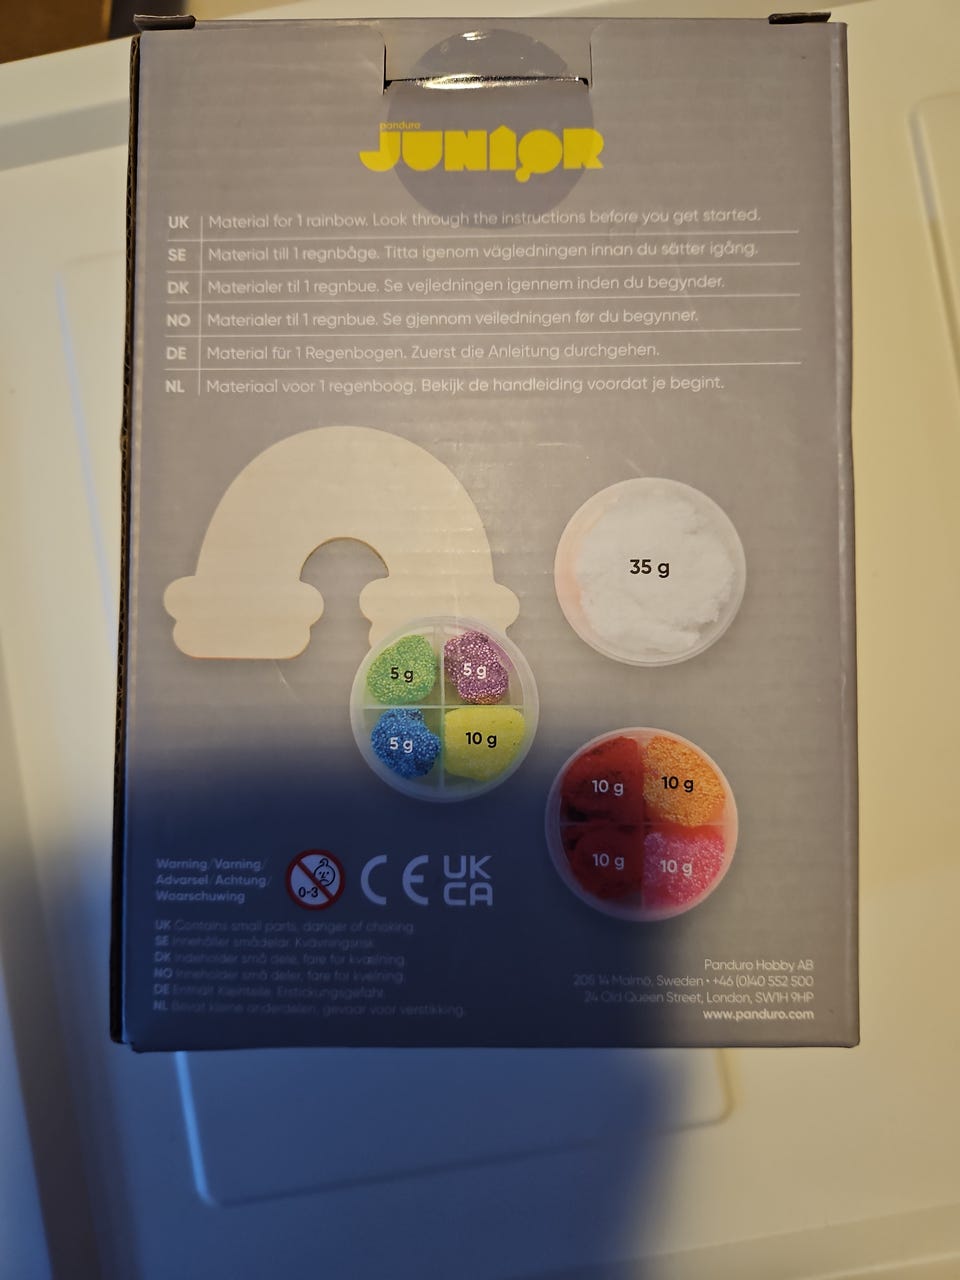 panduro
JUNIOR
UK Material for 1 rainbow. Look through the instructions before you get started.
SE Material till 1 regnbåge. Titta igenom vägledningen innan du sätter igång.
DK Materialer til 1 regnbue. Se vejledningen igennem inden du begynder.
NO Materialer til 1 regnbue. Se gjennom veiledningen før du begynner.
DE Material für 1 Regenbogen. Zuerst die Anleitung durchgehen.
NL Materiaal voor 1 regenboog. Bekijk de handleiding voordat je begint.
35 g
5 g 5 g
5 g 10 g
10 g 10 g
10 g 10 g
Warning/Varning/
Advarsel/Achtung/
Waarschuwing
0-3
CE
UK
CA
UK Contains small parts, danger of choking.
SE Innehåller smådelar. Kvävningsrisk.
DK Indeholder små dele, fare for kvælning.
NO Inneholder små deler, fare for kvelning.
DE Enthält Kleinteile. Erstickungsgefahr.
NL Bevat kleine onderdelen, gevaar voor verstikking.
Panduro Hobby AB
205 14 Malmö, Sweden • +46 (0)40 552 500
24 Old Queen Street, London, SW1H 9HP
www.panduro.com